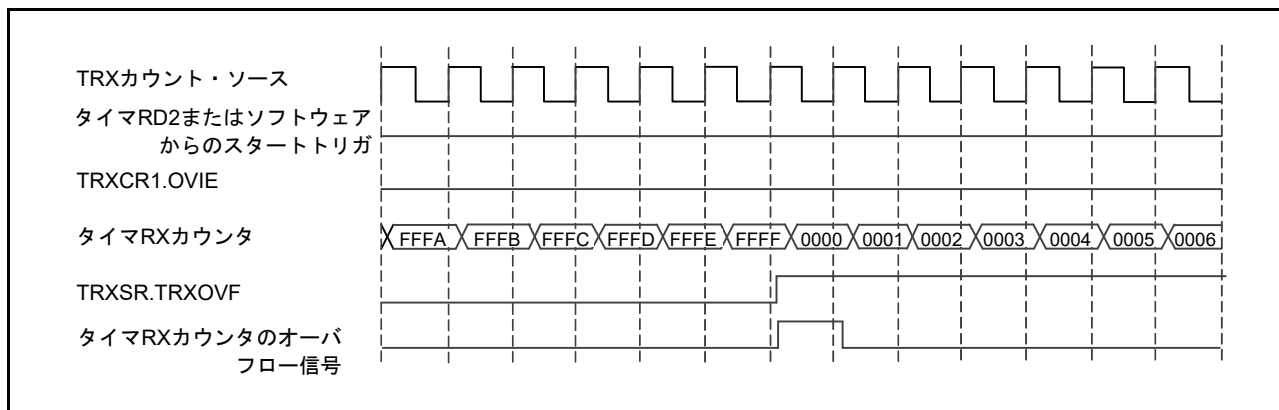 TRXカウント・ソース
タイマRD2またはソフトウェア
からのスタートトリガ
TRXCR1.OVIE
タイマRXカウンタ
FFFA FFFB FFFC FFFD FFFE FFFF 0000 0001 0002 0003 0004 0005 0006
TRXSR.TRXOVF
タイマRXカウンタのオーバ
フロー信号